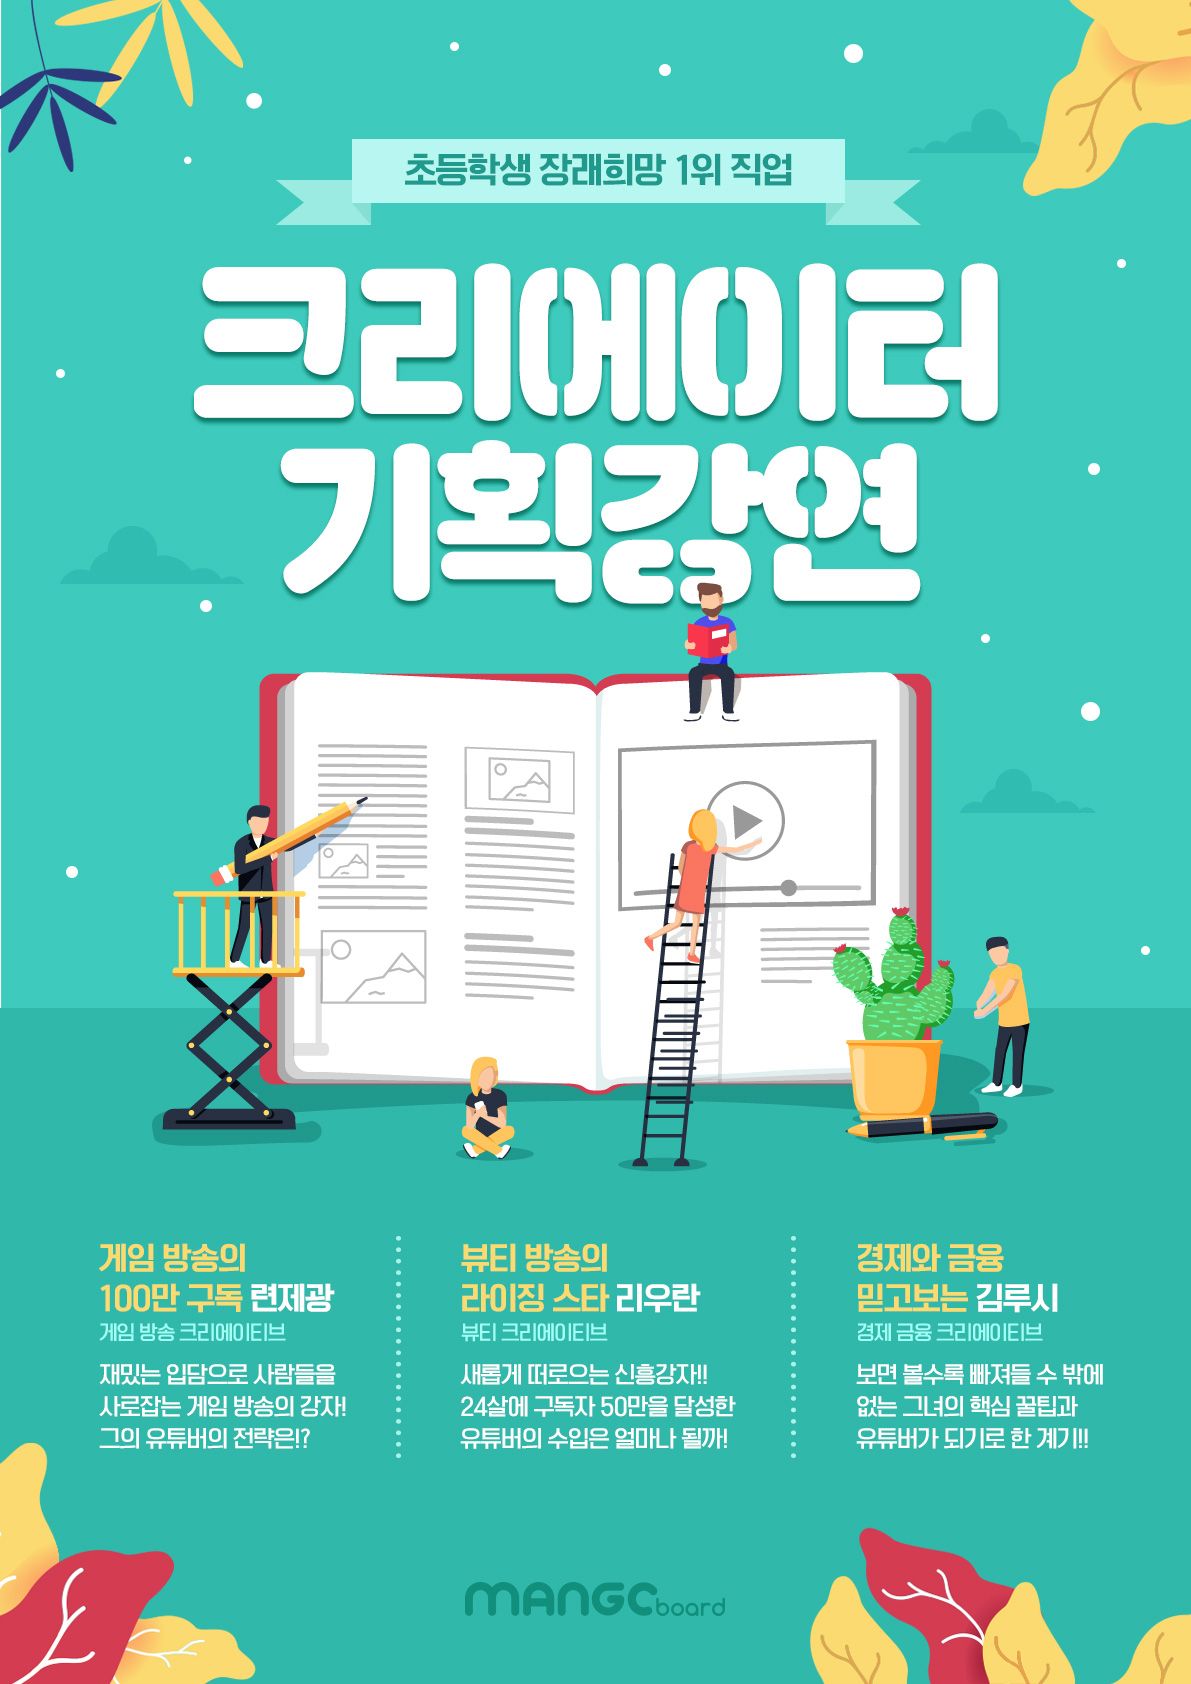 초등학생 장래희망 1위 직업
크리에이터
기획강연
게임 방송의
100만 구독 련제광
게임 방송 크리에이티브
재밌는 입담으로 사람들을
사로잡는 게임 방송의 강자!
그의 유튜버의 전략은!?
뷰티 방송의
라이징 스타 리우란
뷰티 크리에이티브
새롭게 떠로으는 신흥강자!!
24살에 구독자 50만을 달성한
유튜버의 수입은 얼마나 될까!
경제와 금융
믿고보는 김루시
경제 금융 크리에이티브
보면 볼수록 빠져들 수 밖에
없는 그녀의 핵심 꿀팁과
유튜버가 되기로 한 계기!!
MANGC board